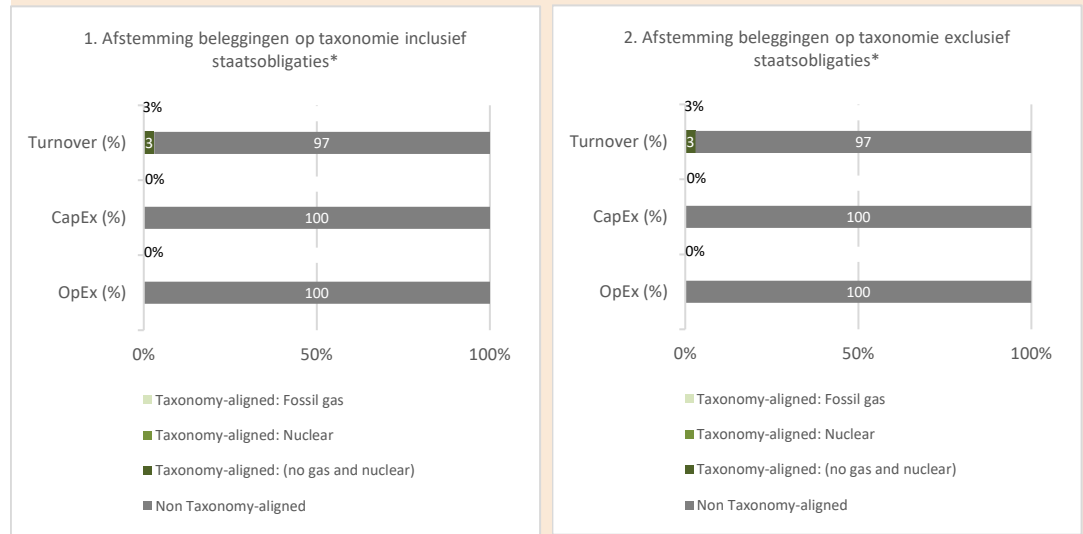 1. Afstemming beleggingen op taxonomie inclusief
staatsobligaties*
3%
Turnover (%)
3
97
0%
CapEx (%)
100
0%
OpEx (%)
100
0%
50%
100%
Taxonomy-aligned: Fossil gas
Taxonomy-aligned: Nuclear
Taxonomy-aligned: (no gas and nuclear)
Non Taxonomy-aligned
2. Afstemming beleggingen op taxonomie exclusief
staatsobligaties*
3%
Turnover (%)
3
97
0%
CapEx (%)
100
0%
OpEx (%)
100
0%
50%
100%
Taxonomy-aligned: Fossil gas
Taxonomy-aligned: Nuclear
Taxonomy-aligned: (no gas and nuclear)
Non Taxonomy-aligned